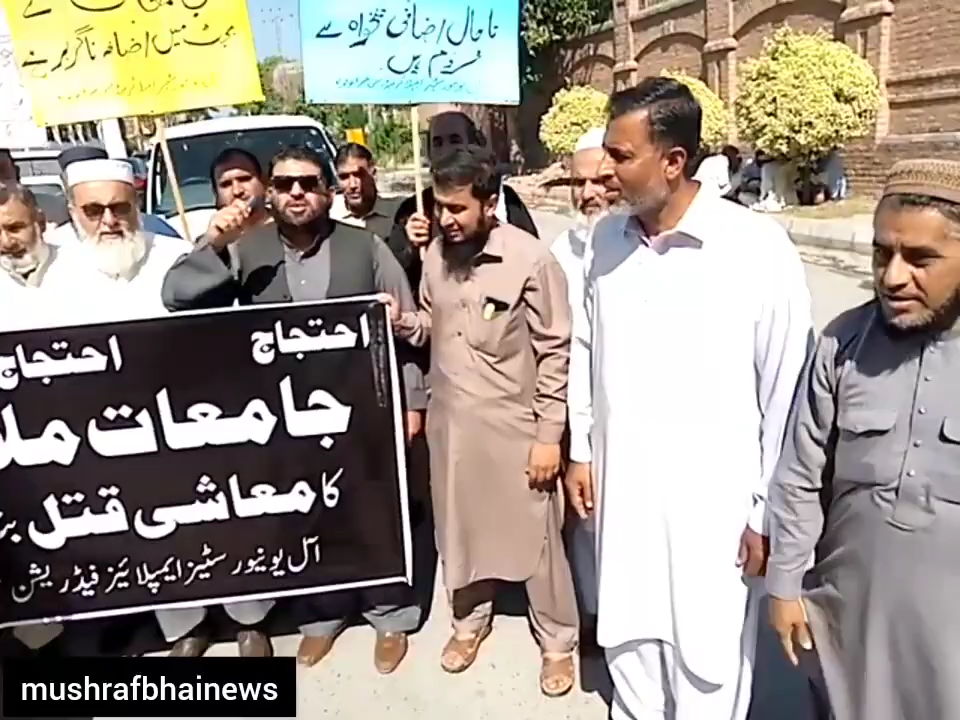 بجٹ میں اضافہ ناگزیر ہے
تاحال اضافی تنخواہ سے
محروم ہیں
احتجاج احتجاج
جامعات ملا
کا معاشی قتل
آل یونیورسٹیز ایمپلائیز فیڈریشن
mushrafbhainews